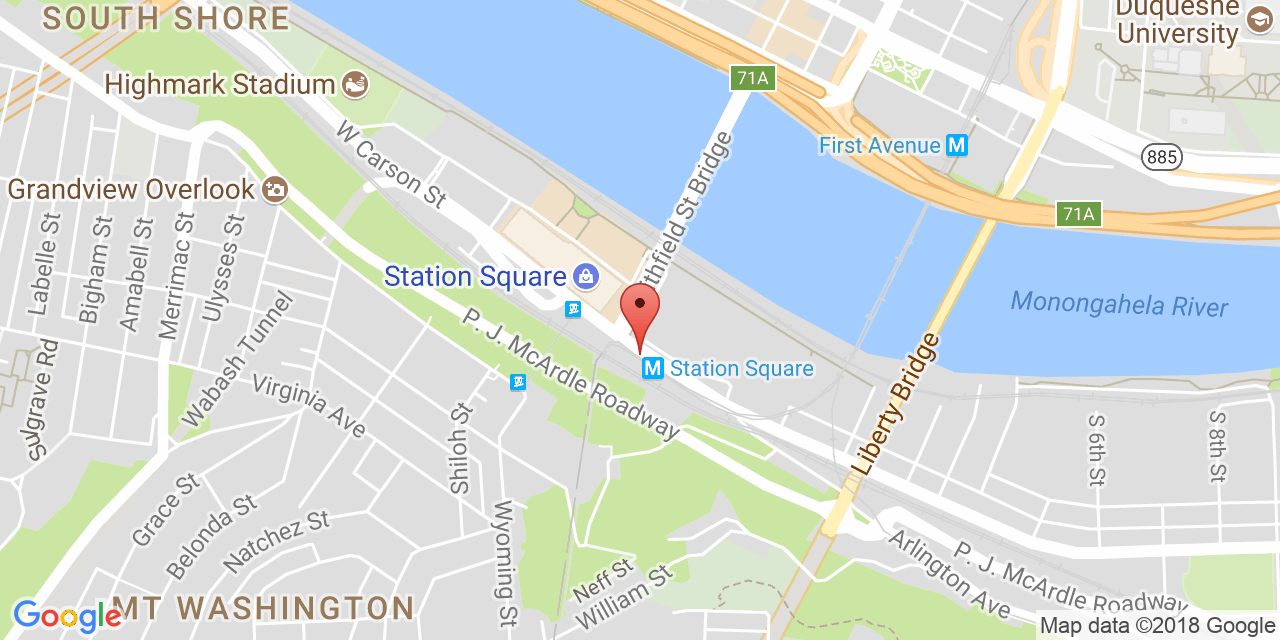 SOUTH SHORE
Duquesne
University
Highmark Stadium
71A
W Carson St
First Avenue
M
885
Grandview Overlook
Smithfield St Bridge
71A
Labelle St
Bigham St
Amabell St
Merrimac St
Ulysses St
Station Square
Monongahela River
Wabash Tunnel
P. J. McArdle Roadway
M
Station Square
Sulgrave Rd
Virginia Ave
Liberty Bridge
Shiloh St
S 6th St
S 8th St
Grace St
Belonda St
Natchez St
Wyoming St
Neff St
William St
Arlington Ave
P. J. McArdle Roadway
Google
MT WASHINGTON
Map data ©2018 Google